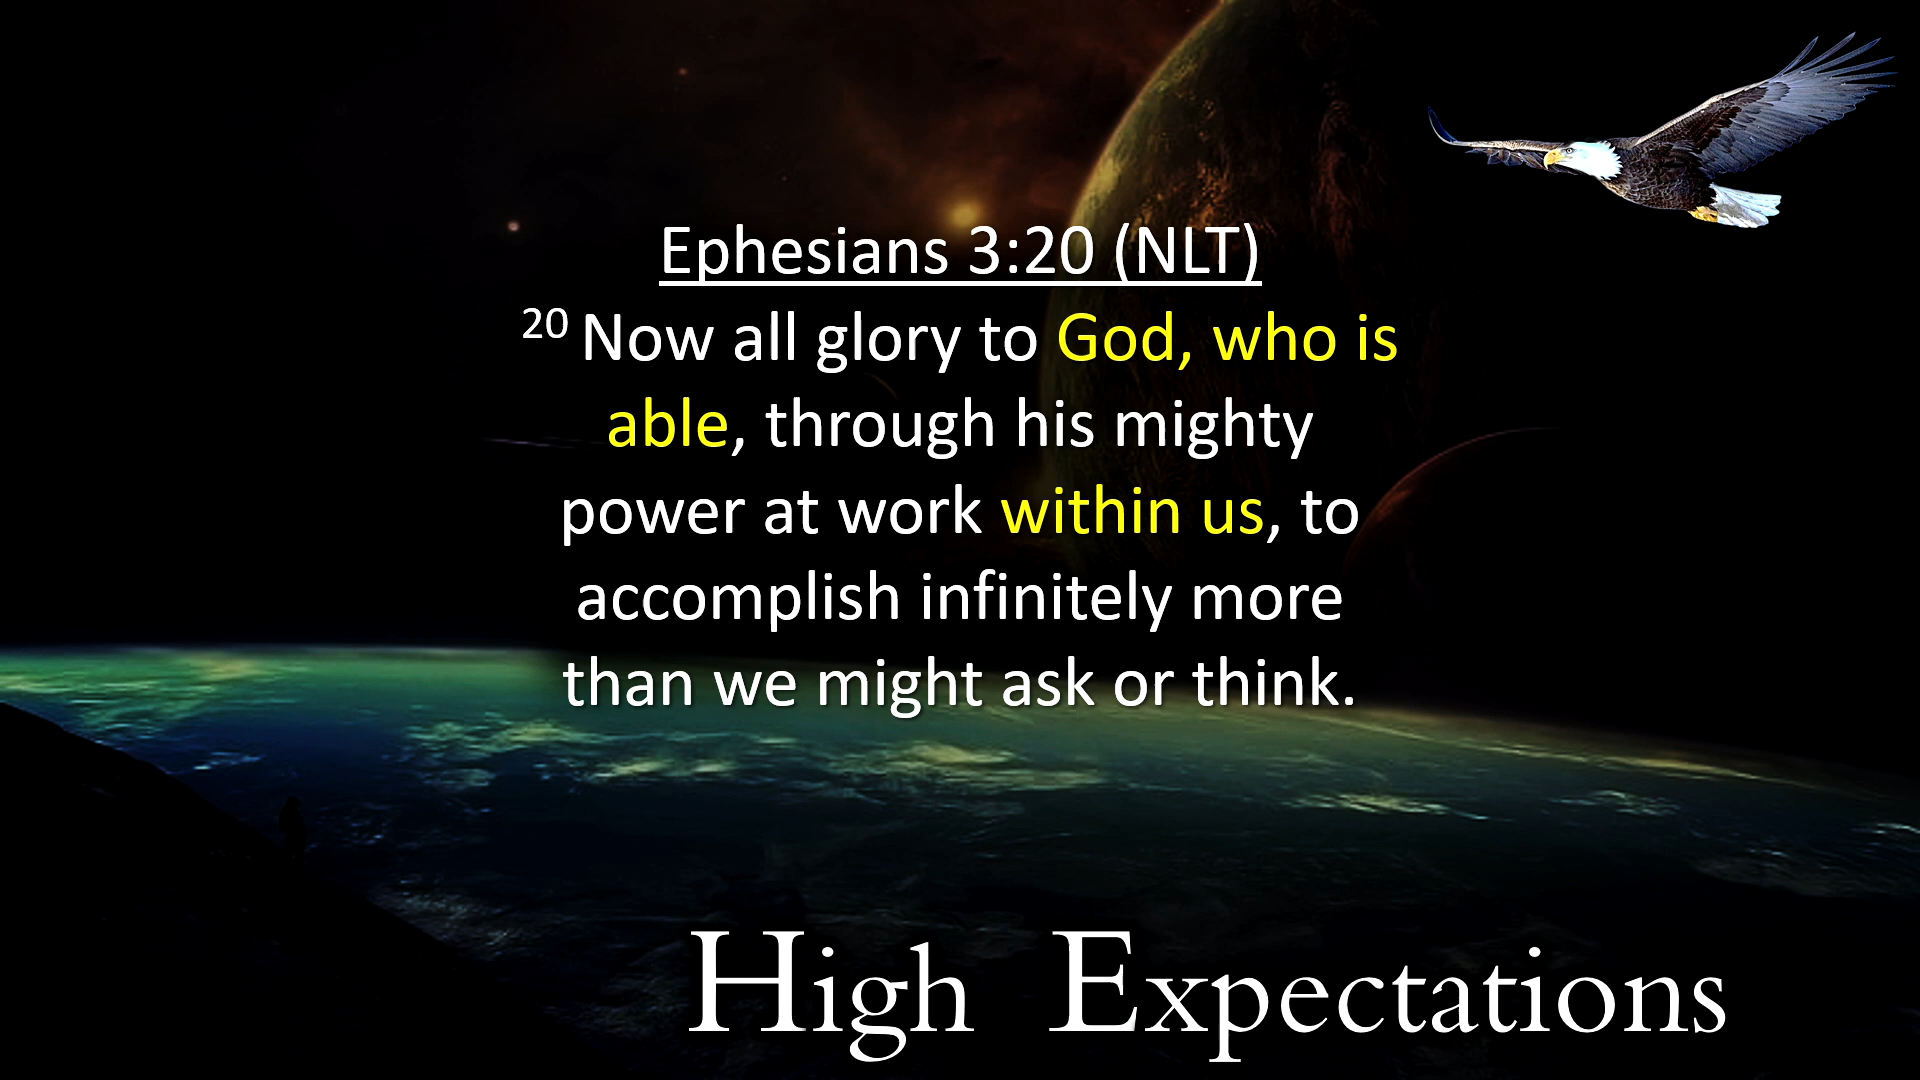 Ephesians 3:20 (NLT)
20 Now all glory to God, who is
able, through his mighty
power at work within us, to
accomplish infinitely more
than we might ask or think.
High Expectations